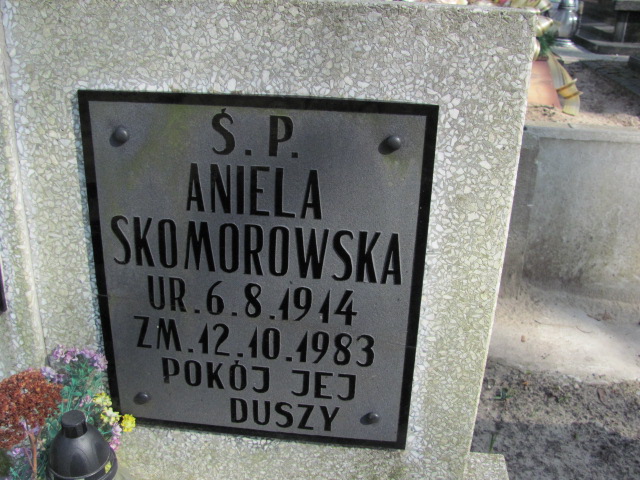 Ś. P.
ANIELA
SKOMOROWSKA
UR.6.8.1914
ZM.12.10.1983
POKÓJ JEJ
DUSZY